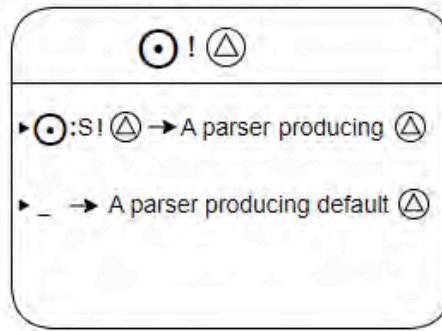 ⨀ ! Ⓐ
▸⨀:S! Ⓐ → A parser producing Ⓐ
▸ _ → A parser producing default Ⓐ